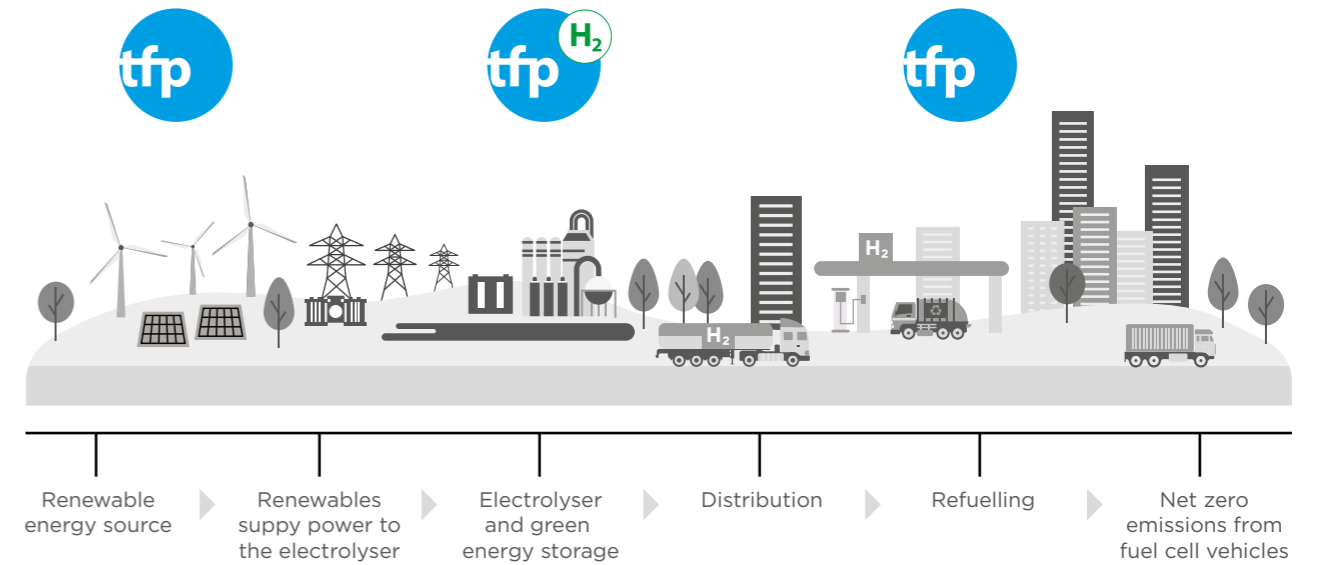 tfp
tfp
H₂
tfp
H₂
H₂
Renewable
energy source
Renewables
suppy power to
the electrolyser
Electrolyser
and green
energy storage
Distribution
Refuelling
Net zero
emissions from
fuel cell vehicles